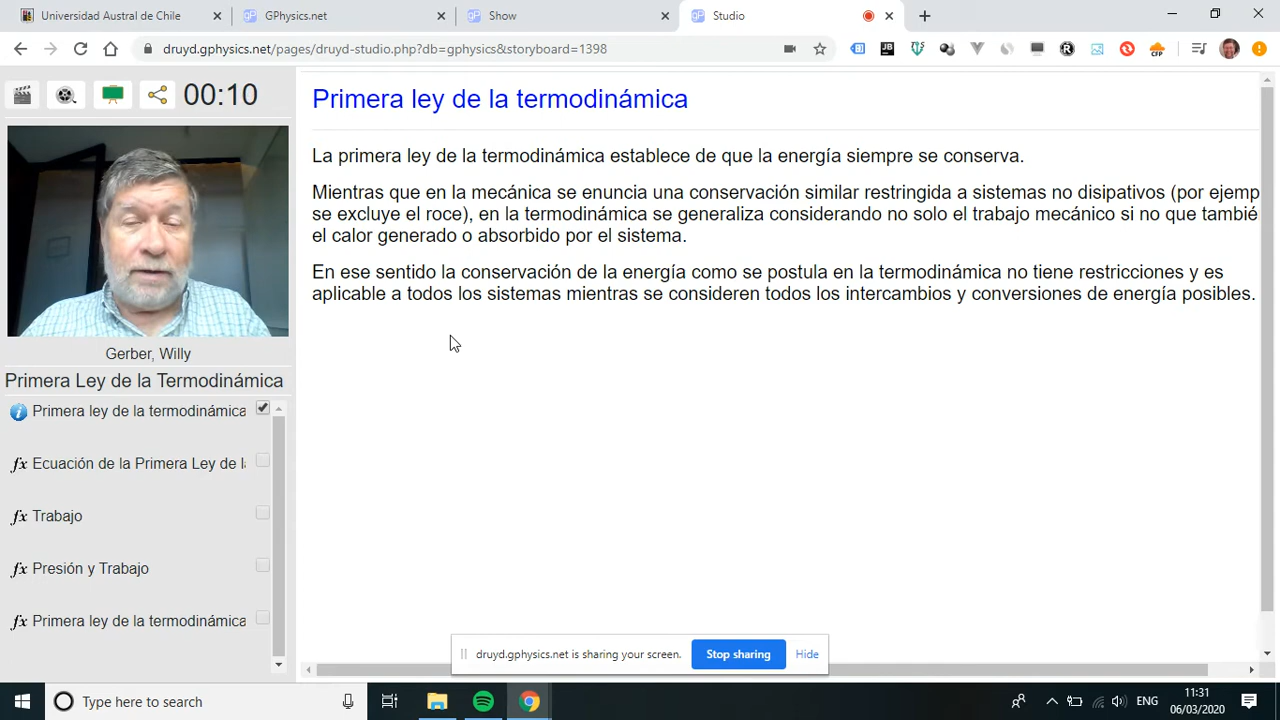 Universidad Austral de Chile
GPhysics.net
Show
Studio
druyd.gphysics.net/pages/druyd-studio.php?db=gphysics&storyboard=1398
00:10
Gerber, Willy
Primera Ley de la Termodinámica
Primera ley de la termodinámica
fx Ecuación de la Primera Ley de l
fx Trabajo
fx Presión y Trabajo
fx Primera ley de la termodinámica
Primera ley de la termodinámica
La primera ley de la termodinámica establece de que la energía siempre se conserva.
Mientras que en la mecánica se enuncia una conservación similar restringida a sistemas no disipativos (por ejemp
se excluye el roce), en la termodinámica se generaliza considerando no solo el trabajo mecánico si no que tambié
el calor generado o absorbido por el sistema.
En ese sentido la conservación de la energía como se postula en la termodinámica no tiene restricciones y es
aplicable a todos los sistemas mientras se consideren todos los intercambios y conversiones de energía posibles.
druyd.gphysics.net is sharing your screen.
Stop sharing
Hide
Type here to search
ENG
11:31
06/03/2020